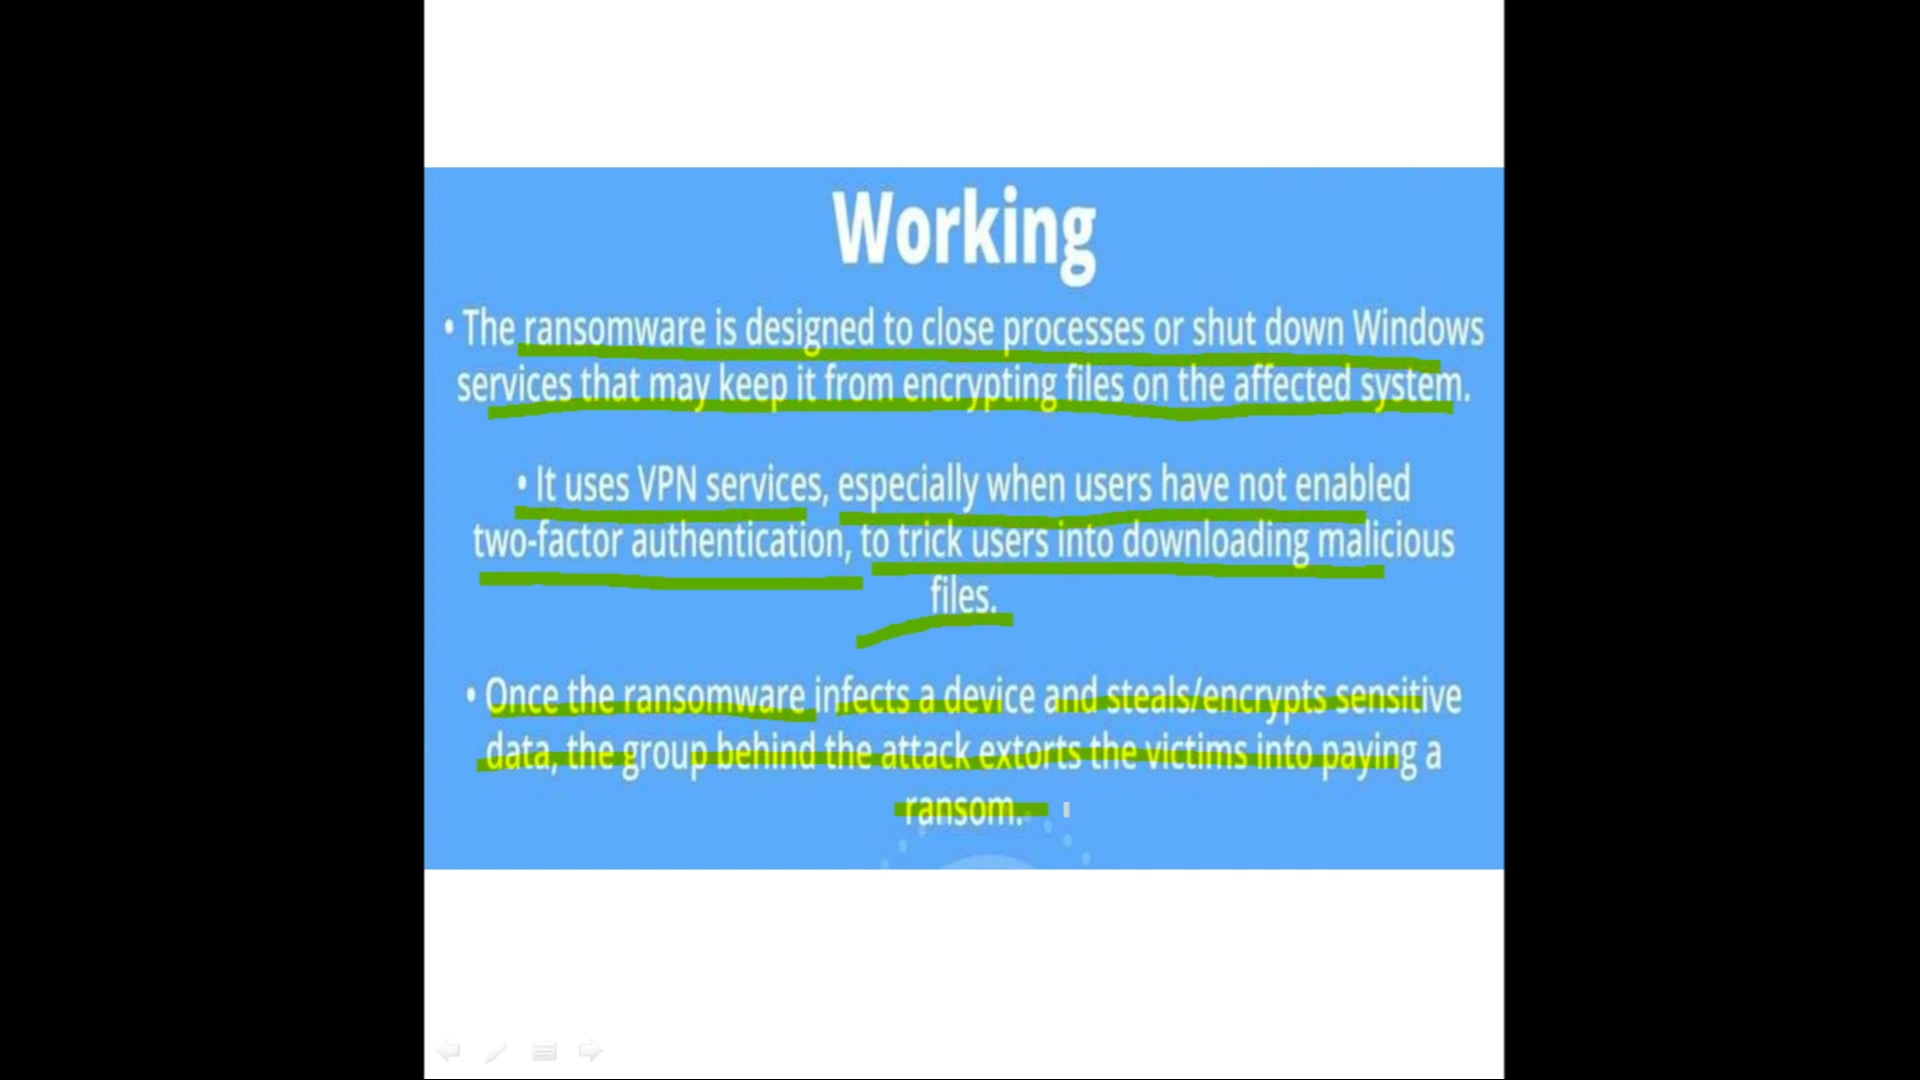 Working
• The ransomware is designed to close processes or shut down Windows
services that may keep it from encrypting files on the affected system.
• It uses VPN services, especially when users have not enabled
two-factor authentication, to trick users into downloading malicious
files.
• Once the ransomware infects a device and steals/encrypts sensitive
data, the group behind the attack extorts the victims into paying a
ransom.